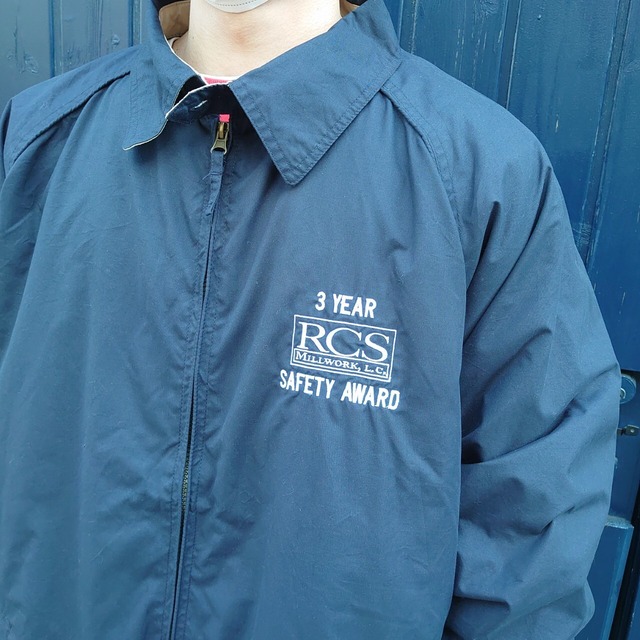 3 YEAR
RCS
MILLWORK, L.C.
SAFETY AWARD